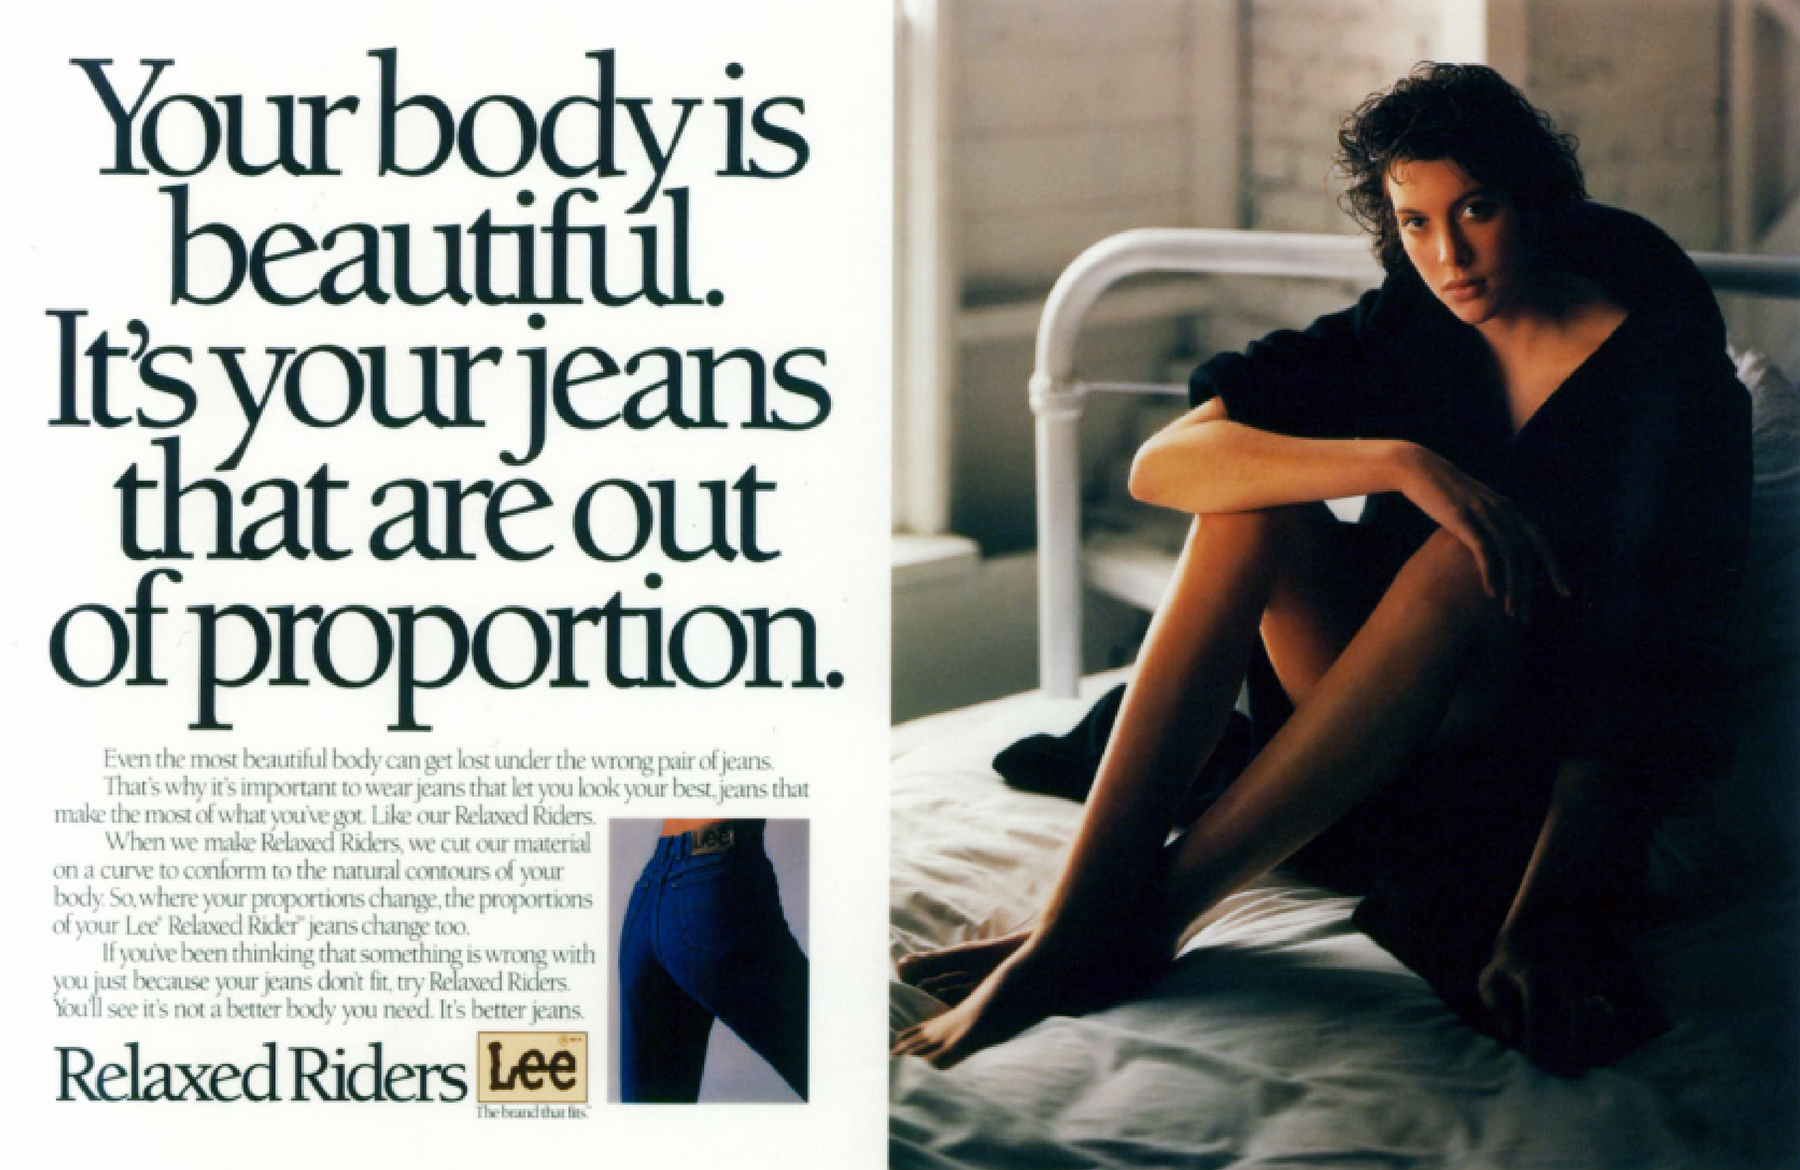 Your body is
beautiful.
It's your jeans
that are out
of proportion.
Even the most beautiful body can get lost under the wrong pair of jeans.
That's why it's important to wear jeans that let you look your best, jeans that
make the most of what you've got. Like our Relaxed Riders.
When we make Relaxed Riders, we cut our material
on a curve to conform to the natural contours of your
body. So, where your proportions change, the proportions
of your Lee® Relaxed Rider™ jeans change too.
If you've been thinking that something is wrong with
you just because your jeans don't fit, try Relaxed Riders.
You'll see it's not a better body you need. It's better jeans.
Lee
Relaxed Riders
Lee
The brand that fits.™